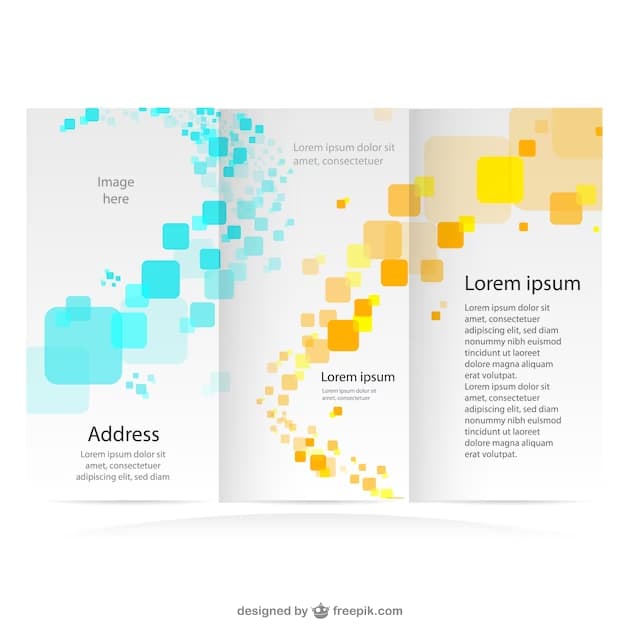 Image
here
Address
Lorem ipsum dolor sit
amet, consectetuer
adipiscing elit, sed diam
Lorem ipsum dolor sit
amet, consectetuer
Lorem ipsum
Lorem ipsum dolor sit
amet, consectetuer
Lorem ipsum
Lorem ipsum dolor sit
amet, consectetuer
adipiscing elit, sed diam
nonummy nibh euismod
tincidunt ut laoreet dolore
magna aliquam erat
volutpat.
Lorem ipsum dolor sit
amet, consectetuer
adipiscing elit, sed diam
nonummy nibh euismod
tincidunt ut laoreet dolore
magna aliquam erat
volutpat.
designed by freepik.com